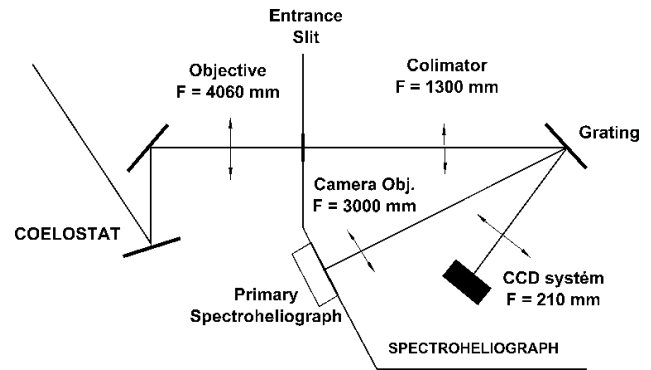 Entrance
Slit
Objective
F = 4060 mm
Colimator
F = 1300 mm
Grating
Camera Obj.
F = 3000 mm
COELOSTAT
CCD systém
F = 210 mm
Primary
Spectroheliograph
SPECTROHELIOGRAPH